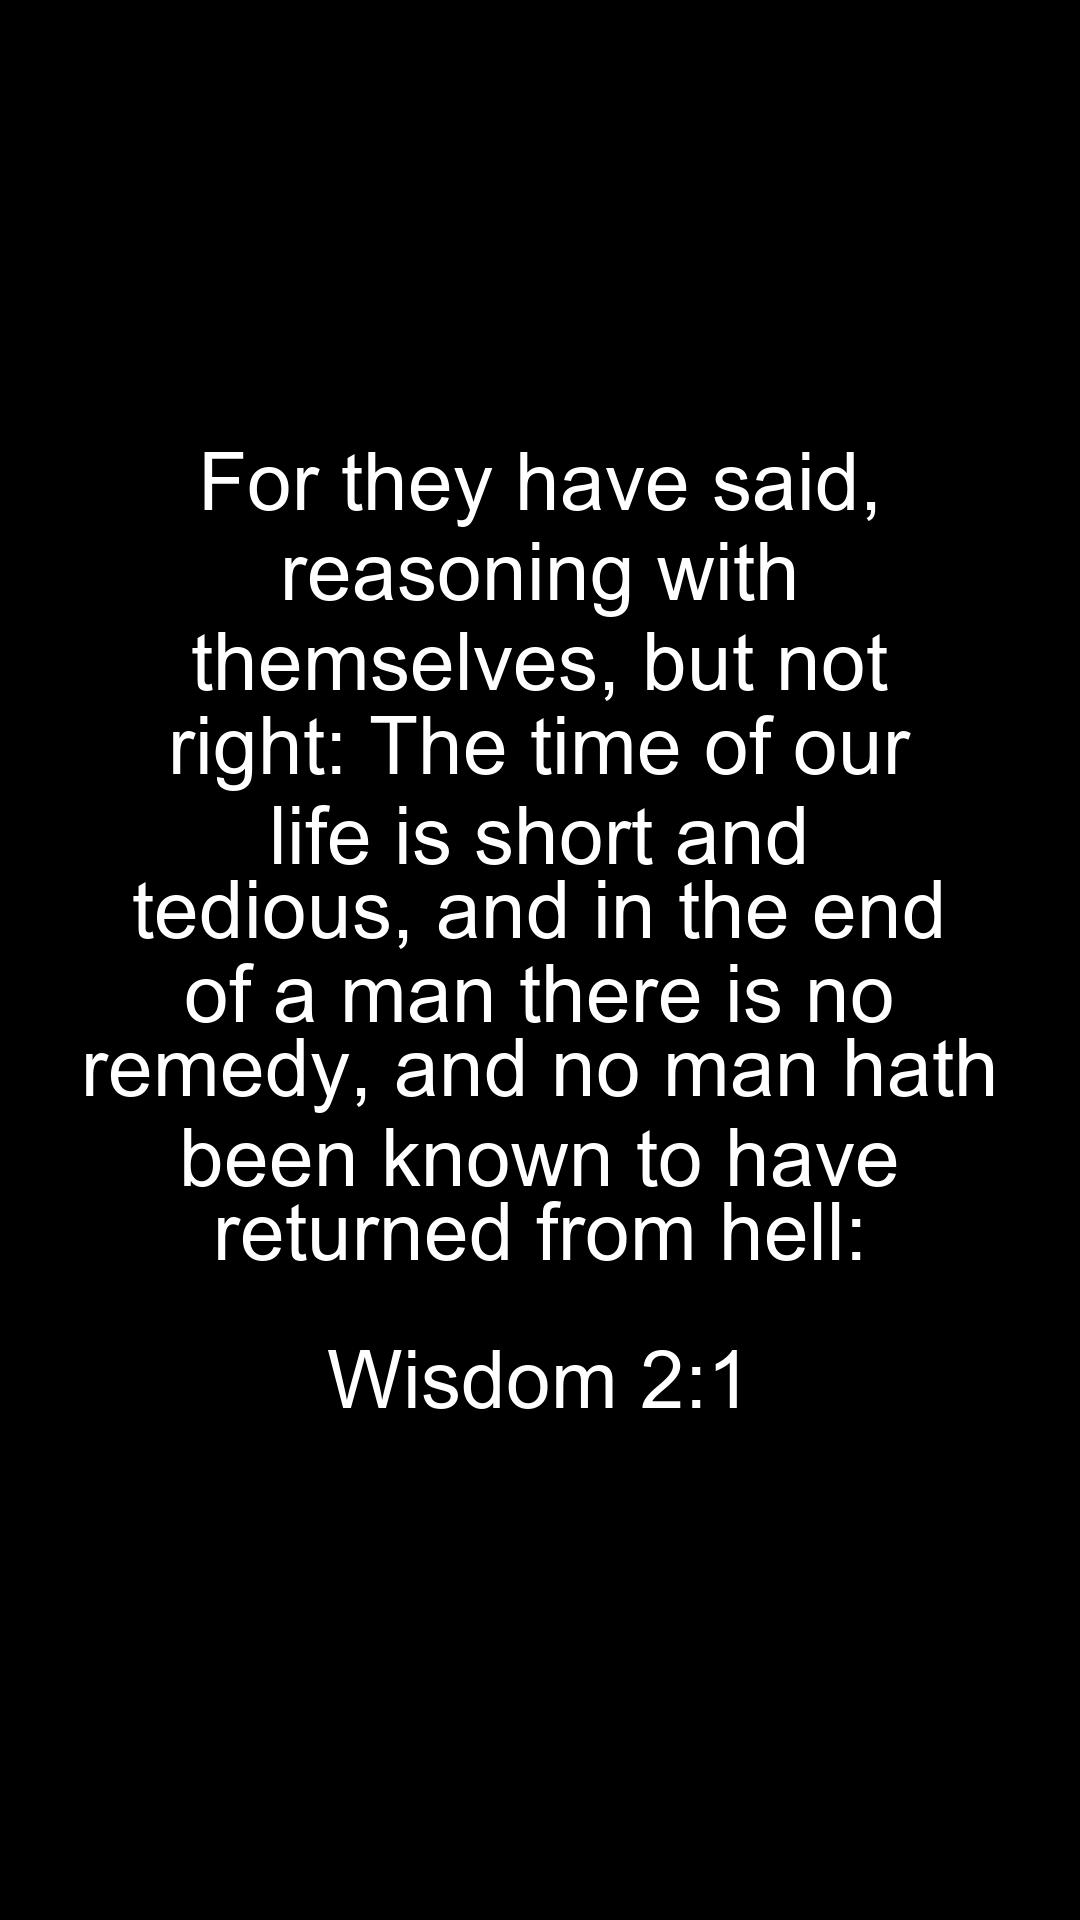 For they have said,
reasoning with
themselves, but not
right: The time of our
life is short and
tedious, and in the end
of a man there is no
remedy, and no man hath
been known to have
returned from hell:
Wisdom 2:1